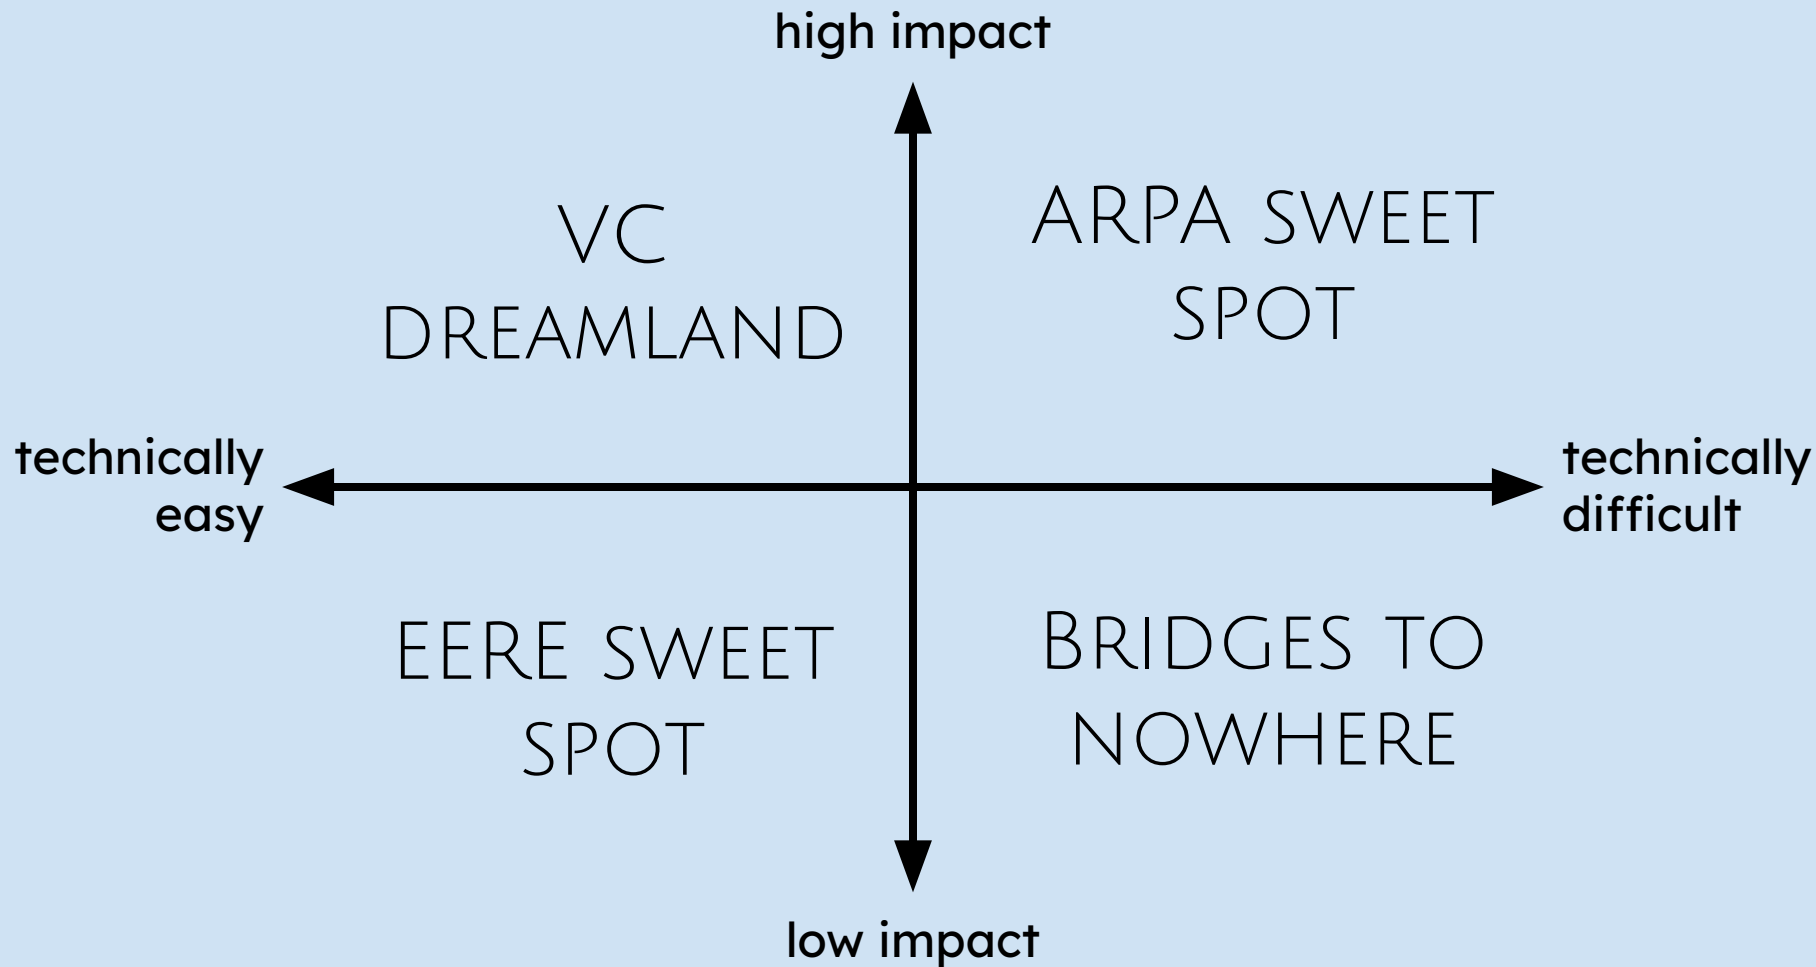 high impact
VC
DREAMLAND
ARPA SWEET
SPOT
technically
easy
technically
difficult
EERE SWEET
SPOT
BRIDGES TO
NOWHERE
low impact